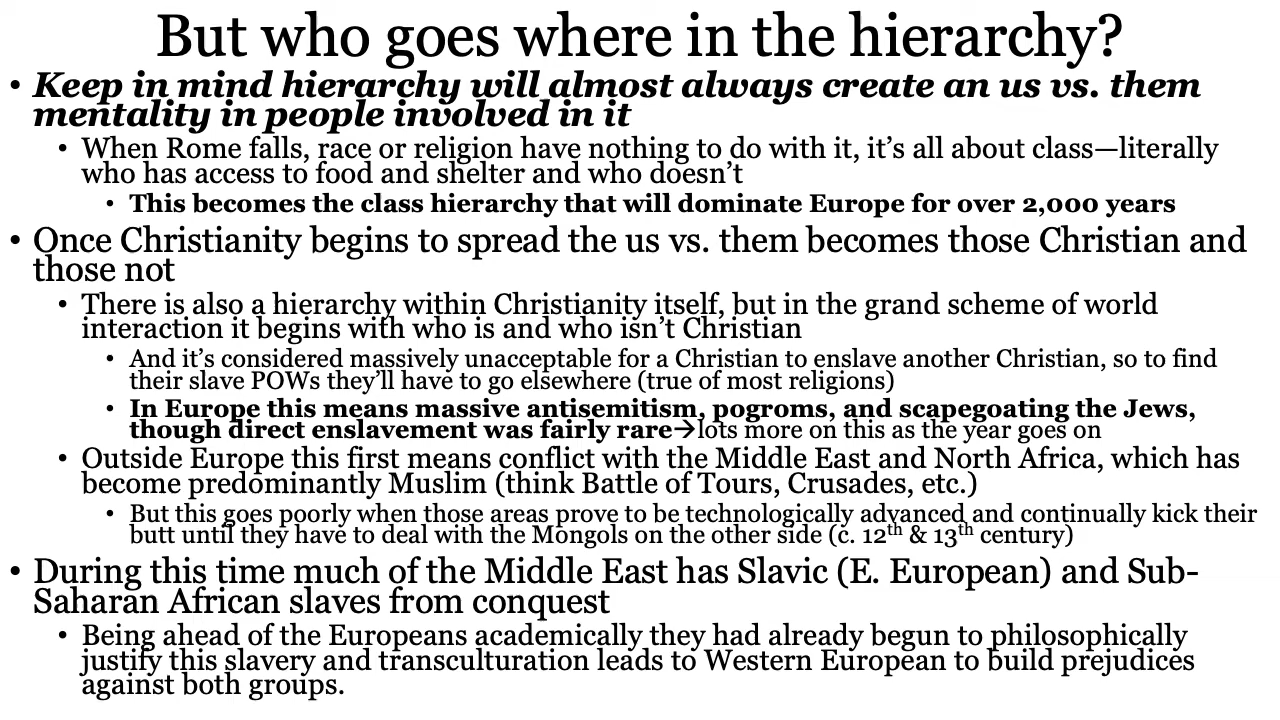 But who goes where in the hierarchy?
• Keep in mind hierarchy will almost always create an us vs. them
mentality in people involved in it
• When Rome falls, race or religion have nothing to do with it, it’s all about class—literally
who has access to food and shelter and who doesn’t
• This becomes the class hierarchy that will dominate Europe for over 2,000 years
• Once Christianity begins to spread the us vs. them becomes those Christian and
those not
• There is also a hierarchy within Christianity itself, but in the grand scheme of world
interaction it begins with who is and who isn’t Christian
• And it’s considered massively unacceptable for a Christian to enslave another Christian, so to find
their slave POWs they’ll have to go elsewhere (true of most religions)
• In Europe this means massive antisemitism, pogroms, and scapegoating the Jews,
though direct enslavement was fairly rare→lots more on this as the year goes on
• Outside Europe this first means conflict with the Middle East and North Africa, which has
become predominantly Muslim (think Battle of Tours, Crusades, etc.)
• But this goes poorly when those areas prove to be technologically advanced and continually kick their
butt until they have to deal with the Mongols on the other side (c. 12th & 13th century)
• During this time much of the Middle East has Slavic (E. European) and Sub-
Saharan African slaves from conquest
• Being ahead of the Europeans academically they had already begun to philosophically
justify this slavery and transculturation leads to Western European to build prejudices
against both groups.